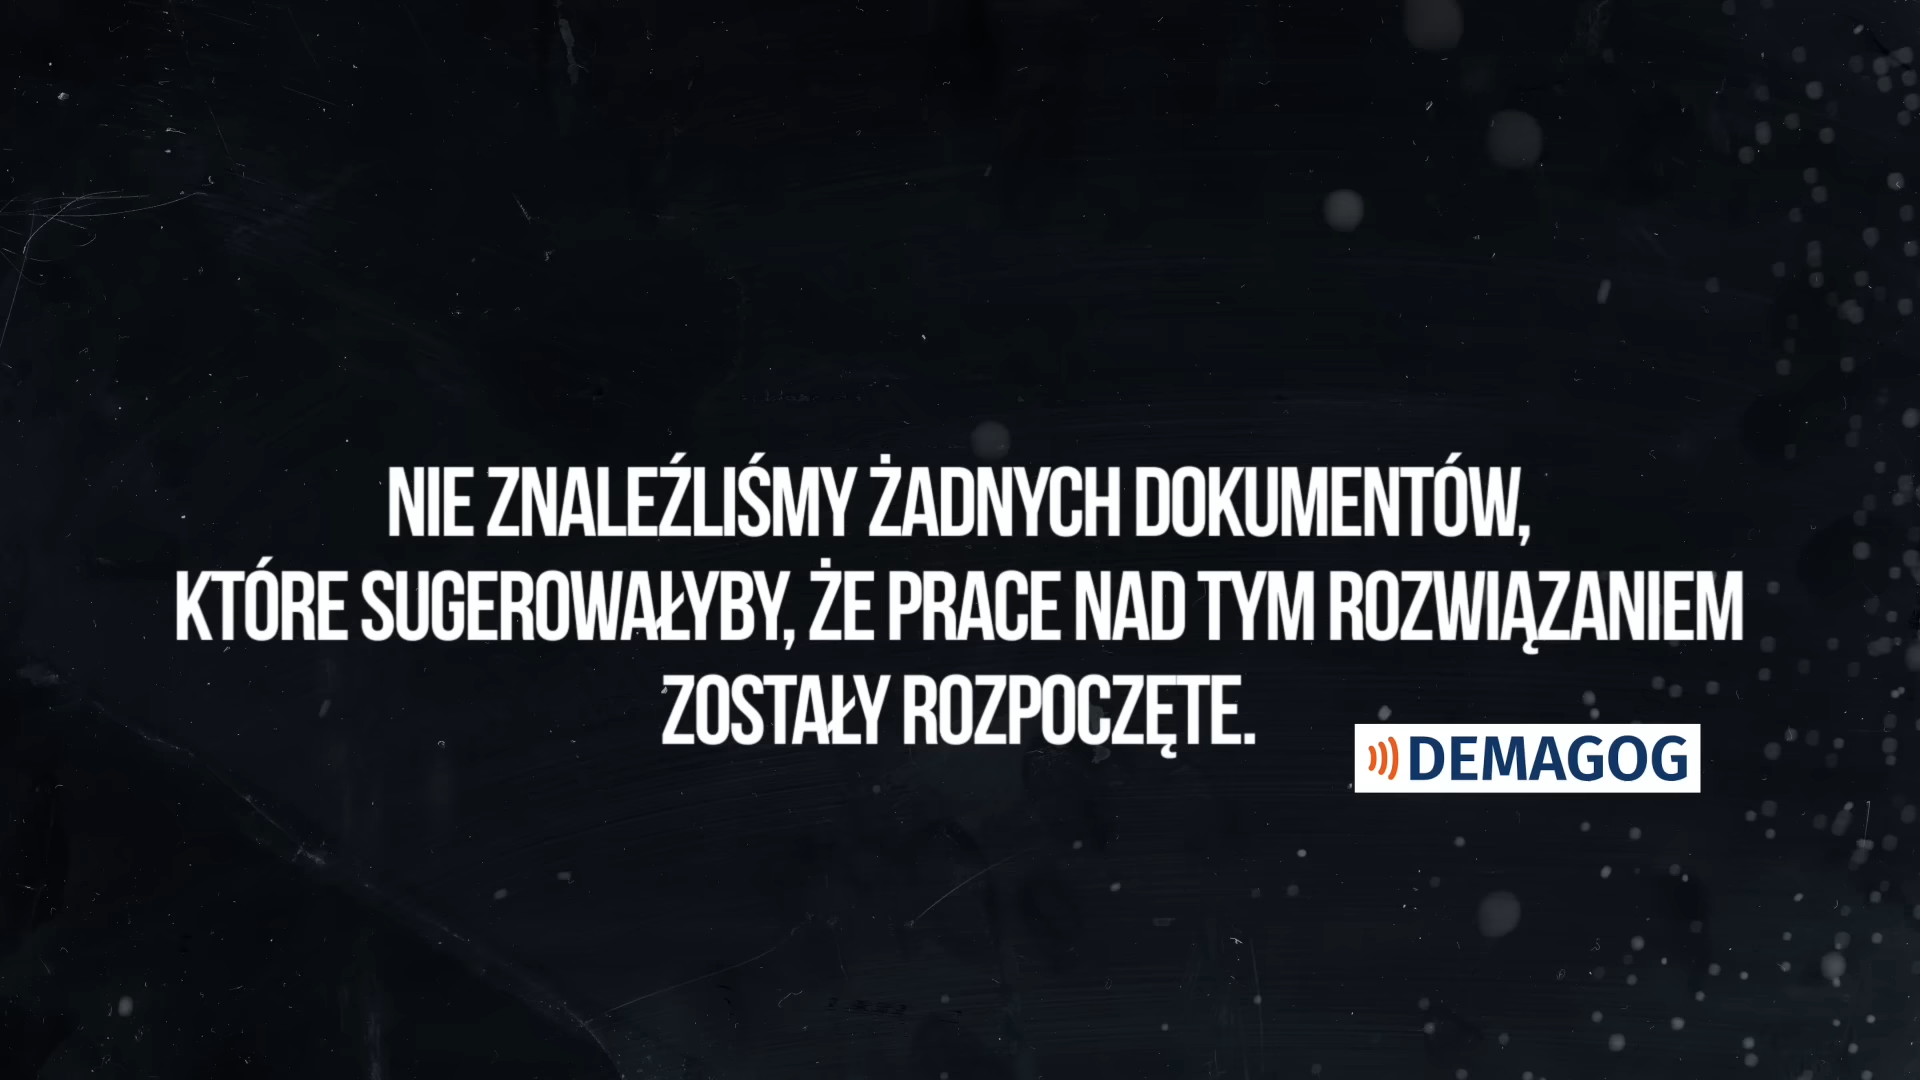 NIE ZNALEŹLIŚMY ŻADNYCH DOKUMENTÓW,
KTÓRE SUGEROWAŁYBY, ŻE PRACE NAD TYM ROZWIĄZANIEM
ZOSTAŁY ROZPOCZĘTE.
DEMAGOG